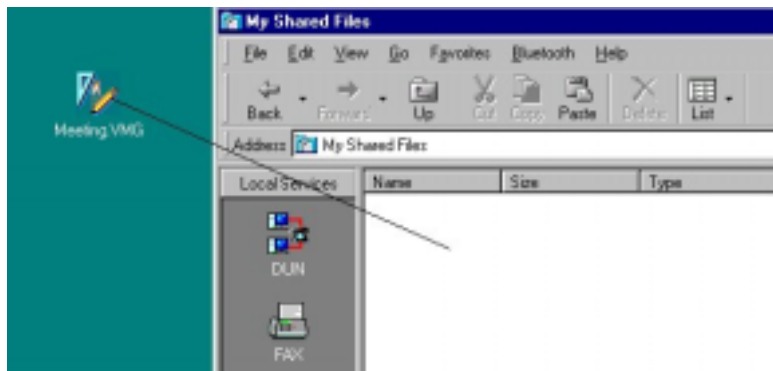 My Shared Files
File Edit View Go Favorites Bluetooth Help
Back Forward Up Cut Copy Paste Delete List
Meeting.VMG
Address My Shared Files
Local Services Name Size Type
DUN
FAX